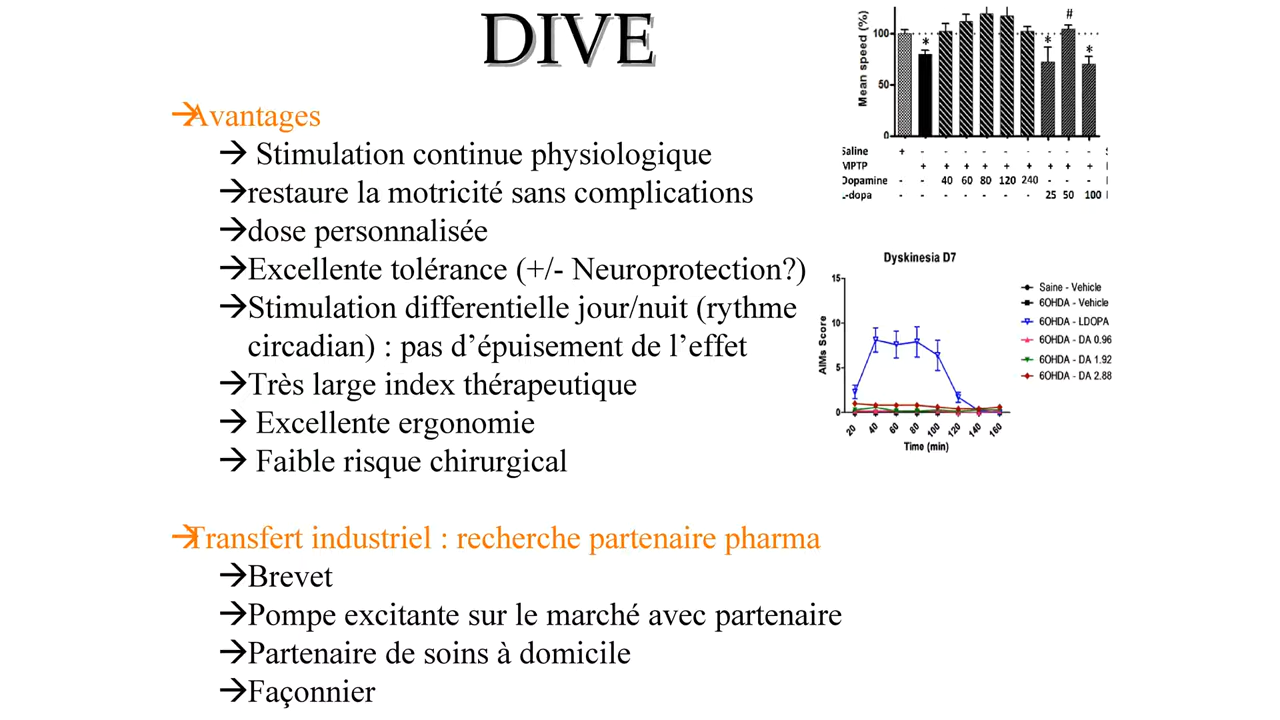 DIVE
→Avantages
→ Stimulation continue physiologique
→restaure la motricité sans complications
→dose personnalisée
→Excellente tolérance (+/- Neuroprotection?)
→Stimulation differentielle jour/nuit (rythme
circadian) : pas d’épuisement de l’effet
→Très large index thérapeutique
→ Excellente ergonomie
→ Faible risque chirurgical
→Transfert industriel : recherche partenaire pharma
→Brevet
→Pompe excitante sur le marché avec partenaire
→Partenaire de soins à domicile
→Façonnier
Mean speed (%)
100
50
0
* # * *
Saline + - - - - - - - - -
MPTP - + + + + + + + + +
Dopamine - - 40 60 80 120 240 - - -
L-dopa - - - - - - - 25 50 100
Dyskinesia D7
AIMs Score
15
10
5
0
20 40 60 80 100 120 140 160
Time (min)
Saine - Vehicle
6OHDA - Vehicle
6OHDA - LDOPA
6OHDA - DA 0.96
6OHDA - DA 1.92
6OHDA - DA 2.88